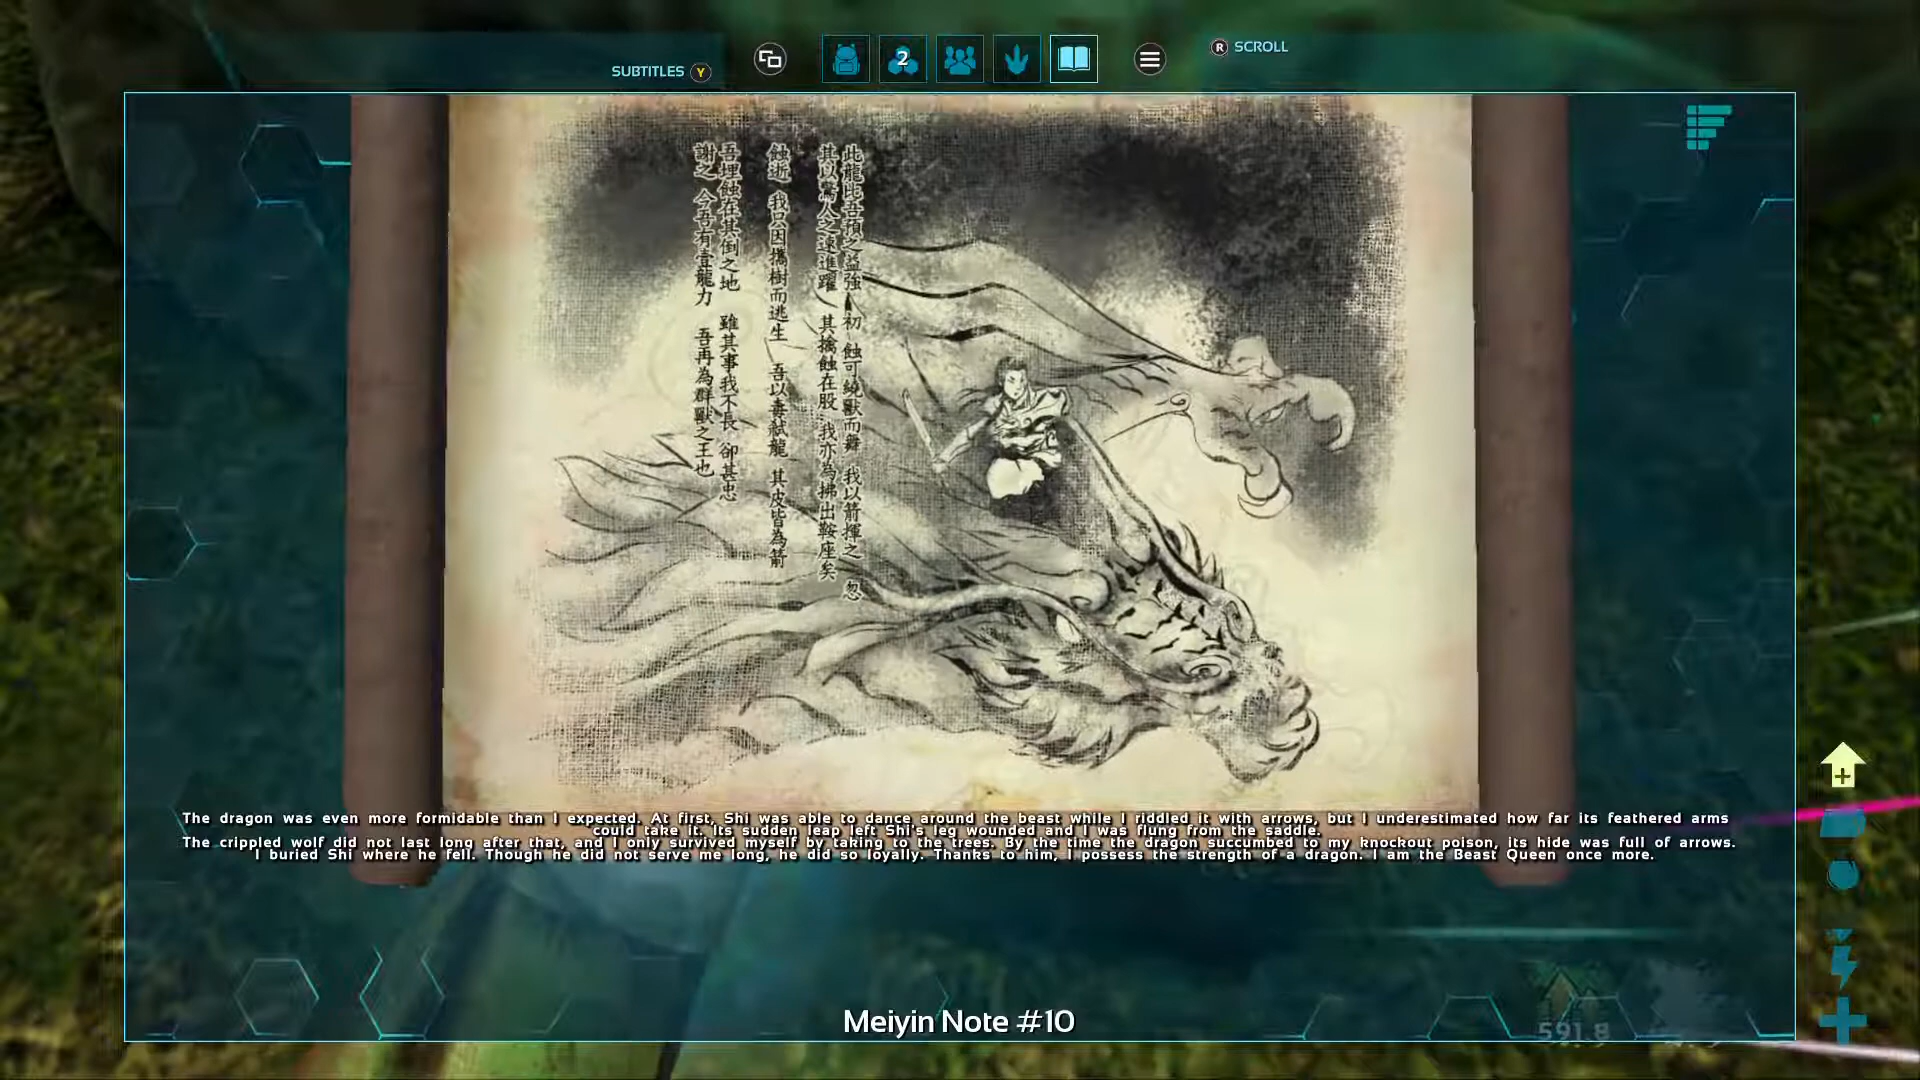 SUBTITLES Y
2
R SCROLL
此龍比吾預之益強 初 蝕可繞獸而舞 我以箭揮之 忽
其以驚人之速進躍 其擒蝕在股 我亦為拂出鞍座矣
蝕逝 我只因攜樹而逃生 吾以毒弑龍 其皮皆為箭
吾埋蝕在其倒之地 雖其事我不長 卻甚忠
謝之 今吾有壹龍力 吾再為群獸之王也
The dragon was even more formidable than I expected. At first, Shi was able to dance around the beast while I riddled it with arrows, but I underestimated how far its feathered arms
could take it. Its sudden leap left Shi's leg wounded and I was flung from the saddle.
The crippled wolf did not last long after that, and I only survived myself by taking to the trees. By the time the dragon succumbed to my knockout poison, its hide was full of arrows.
I buried Shi where he fell. Though he did not serve me long, he did so loyally. Thanks to him, I possess the strength of a dragon. I am the Beast Queen once more.
591.8
Meiyin Note #10